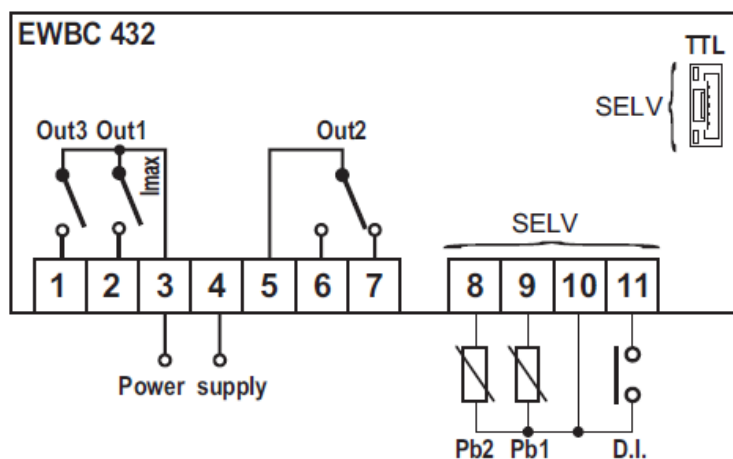 EWBC 432
TTL
SELV
Out3 Out1 Out2
Imax
SELV
1 2 3 4 5 6 7 8 9 10 11
Power supply
Pb2 Pb1 D.I.